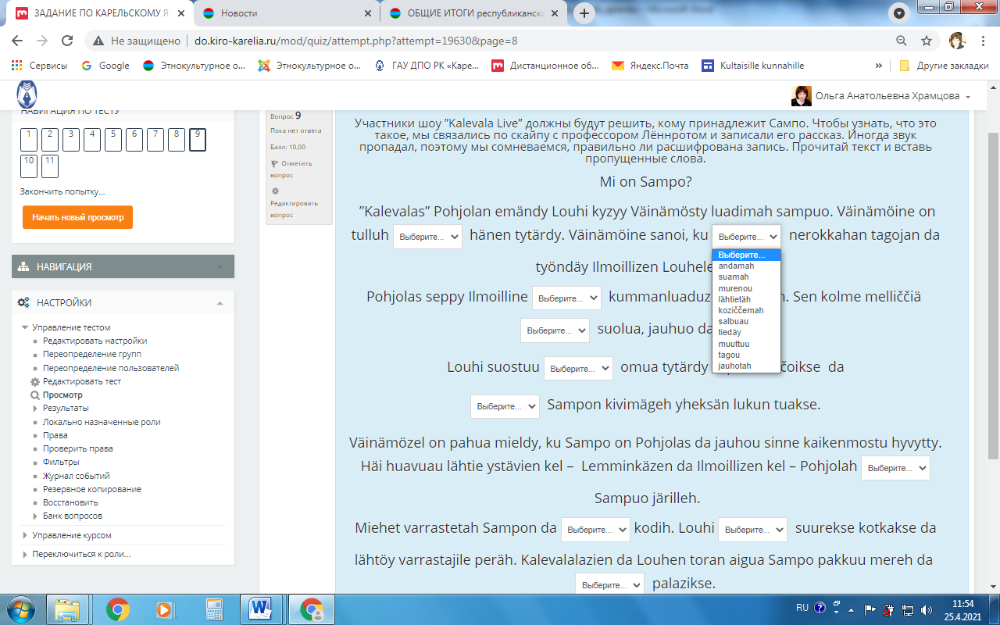 ЗАДАНИЕ ПО КАРЕЛЬСКОМУ ЯЗ
Новости
ОБЩИЕ ИТОГИ республиканско
Не защищено | do.kiro-karelia.ru/mod/quiz/attempt.php?attempt=19630&page=8
Сервисы
Google
Этнокультурное о...
Этнокультурное о...
ГАУ ДПО РК «Каре...
Дистанционное об...
Яндекс.Почта
Kultaisille kunnahille
»
Другие закладки
Ольга Анатольевна Храмцова
НАВИГАЦИЯ ПО ТЕСТУ
1 2 3 4 5 6 7 8 9
10 11
Закончить попытку...
Начать новый просмотр
НАВИГАЦИЯ
НАСТРОЙКИ
Управление тестом
Редактировать настройки
Переопределение групп
Переопределение пользователей
Редактировать тест
Просмотр
Результаты
Локально назначенные роли
Права
Проверить права
Фильтры
Журнал событий
Резервное копирование
Восстановить
Банк вопросов
Управление курсом
Переключиться к роли...
Вопрос 9
Пока нет ответа
Балл: 10,00
Отметить
вопрос
Редактировать
вопрос
Участники шоу ”Kalevala Live” должны будут решить, кому принадлежит Сампо. Чтобы узнать, что это
такое, мы связались по скайпу с профессором Лённротом и записали его рассказ. Иногда звук
пропадал, поэтому мы сомневаемся, правильно ли расшифрована запись. Прочитай текст и вставь
пропущенные слова.
Mi on Sampo?
”Kalevalas” Pohjolan emändy Louhi kyzyy Väinämösty luadimah sampuo. Väinämöine on
tulluh Выберите... hänen tytärdy. Väinämöine sanoi, ku Выберите... nerokkahan tagojan da
työndäy Ilmoillizen Louhele
Выберите...
andamah
suamah
murenou
lähtietäh
koziččemah
salbuau
tiedäy
muuttuu
tagou
jauhotah
Pohjolas seppy Ilmoilline Выберите... kummanluaduz n. Sen kolme melliččiä
Выберите... suolua, jauhuo da
Louhi suostuu Выберите... omua tytärdy čoikse da
Выберите... Sampon kivimägeh yheksän lukun tuakse.
Väinämözel on pahua mieldy, ku Sampo on Pohjolas da jauhou sinne kaikenmostu hyvytty.
Häi huavuau lähtie ystävien kel – Lemminkäzen da Ilmoillizen kel – Pohjolah Выберите...
Sampuo järilleh.
Miehet varrastetah Sampon da Выберите... kodih. Louhi Выберите... suurekse kotkakse da
lähtöy varrastajile peräh. Kalevalalazien da Louhen toran aigua Sampo pakkuu mereh da
Выберите... palazikse.
RU
11:54
25.4.2021